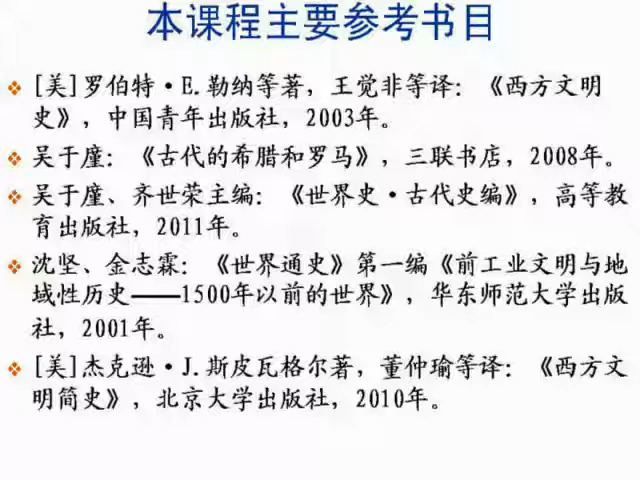 本课程主要参考书目
[美]罗伯特·E.勒纳等著，王觉非等译：《西方文明
史》，中国青年出版社，2003年。
吴于廑：《古代的希腊和罗马》，三联书店，2008年。
吴于廑、齐世荣主编：《世界史·古代史编》，高等教
育出版社，2011年。
沈坚、金志霖：《世界通史》第一编《前工业文明与地
域性历史——1500年以前的世界》，华东师范大学出版
社，2001年。
[美]杰克逊·J.斯皮瓦格尔著，董仲瑜等译：《西方文
明简史》，北京大学出版社，2010年。